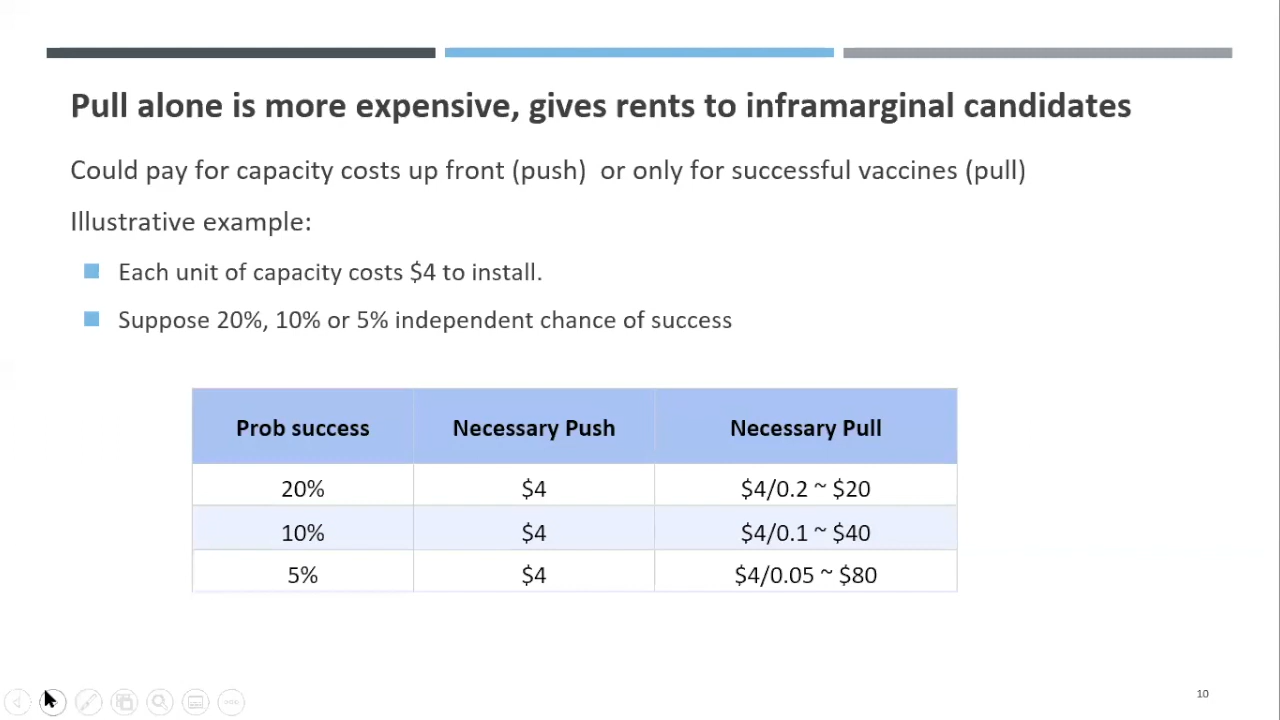 Pull alone is more expensive, gives rents to inframarginal candidates
Could pay for capacity costs up front (push)  or only for successful vaccines (pull)
Illustrative example:
Each unit of capacity costs $4 to install.
Suppose 20%, 10% or 5% independent chance of success
Prob success Necessary Push Necessary Pull
20% $4 $4/0.2 ~ $20
10% $4 $4/0.1 ~ $40
5% $4 $4/0.05 ~ $80
10